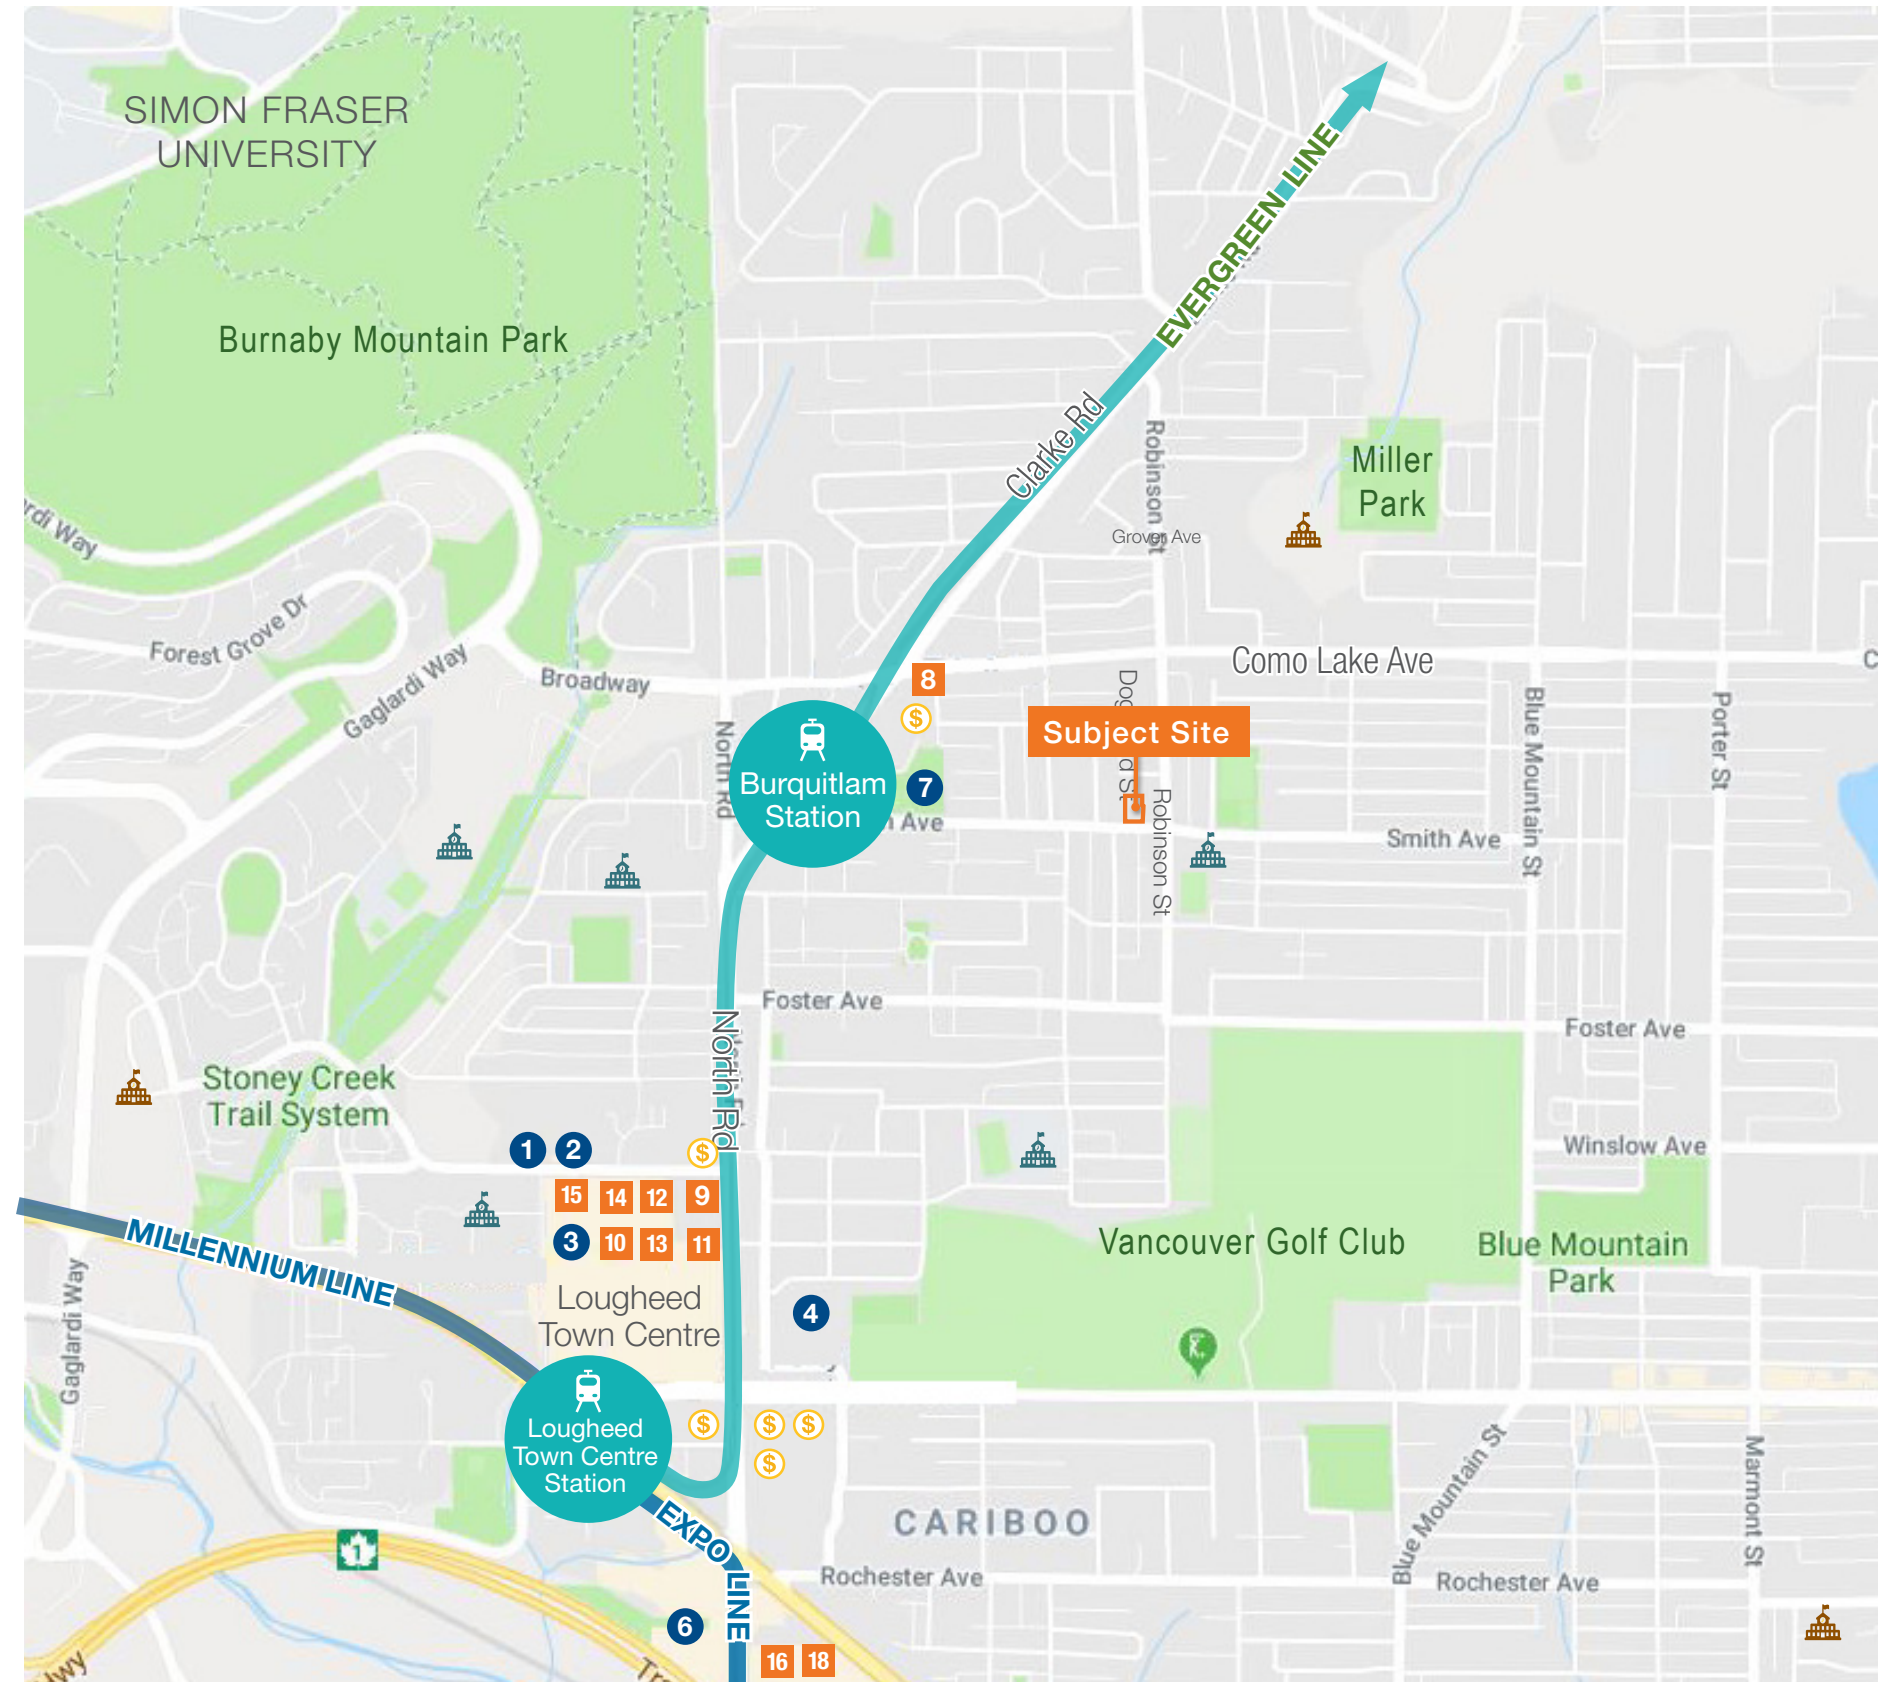 SIMON FRASER
UNIVERSITY
Burnaby Mountain Park
EVERGREEN LINE
Clarke Rd
Robinson St
Grover Ave
Miller
Park
rdi Way
Forest Grove Dr
Gaglardi Way
Broadway
Como Lake Ave
C
8
$
North Rd
Burquitlam
Station
7
Ave
Subject Site
Robinson St
Smith Ave
Blue Mountain St
Porter St
Foster Ave
Foster Ave
North Rd
Stoney Creek
Trail System
Winslow Ave
1
2
$
15
14
12
9
3
10
13
11
MILLENNIUM LINE
Gaglardi Way
Lougheed
Town Centre
4
Vancouver Golf Club
Blue Mountain
Park
Lougheed
Town Centre
Station
$
$
$
$
EXPO LINE
CARIBOO
Blue Mountain St
Marmont St
1
Rochester Ave
Rochester Ave
6
16
18
Hwy